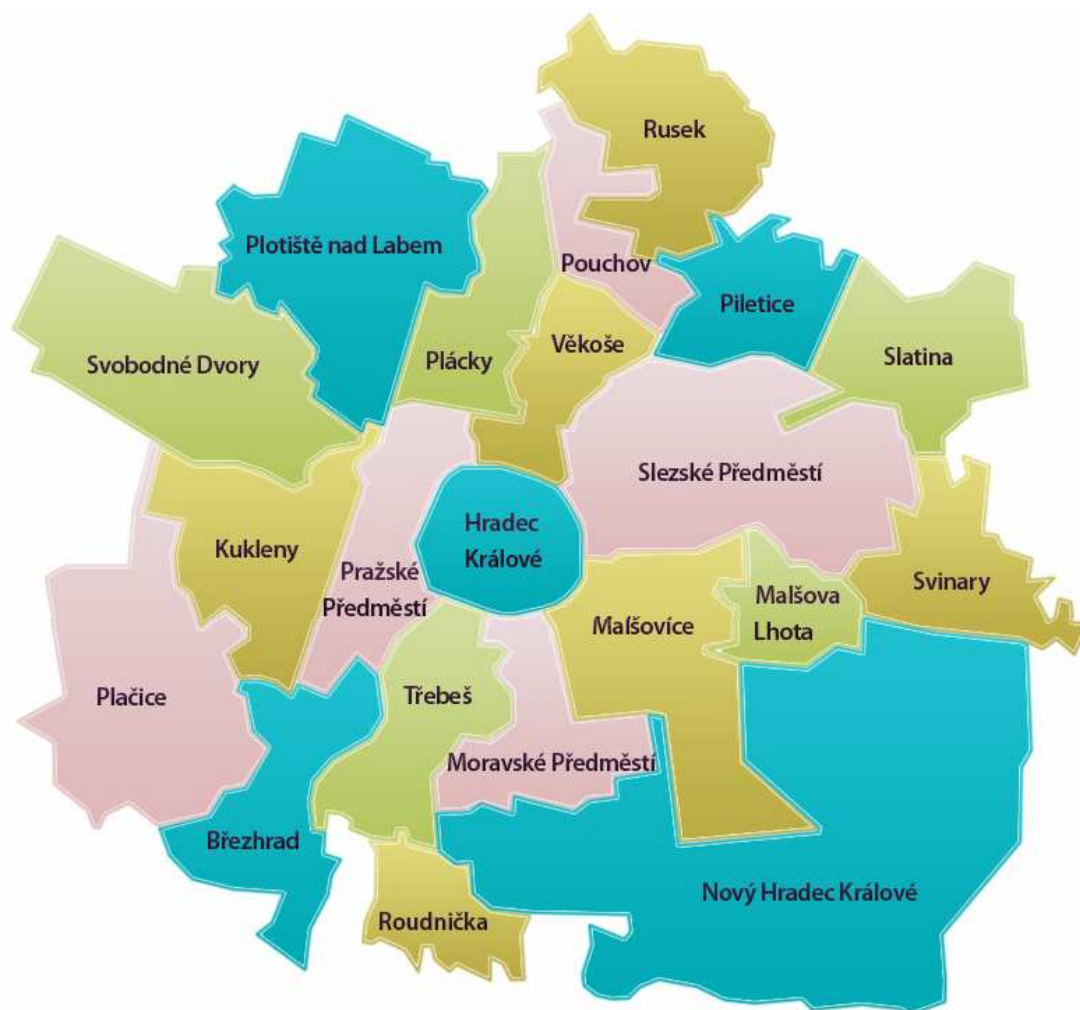 Rusek
Plotiště nad Labem
Pouchov
Piletice
Věkoše
Svobodné Dvory
Plácky
Slatina
Slezské Předměstí
Hradec
Králové
Kukleny
Pražské
Předměstí
Malšova
Lhota
Svinary
Malšovíce
Plačice
Třebeš
Moravské Předměstí
Březhrad
Nový Hradec Králové
Roudnička